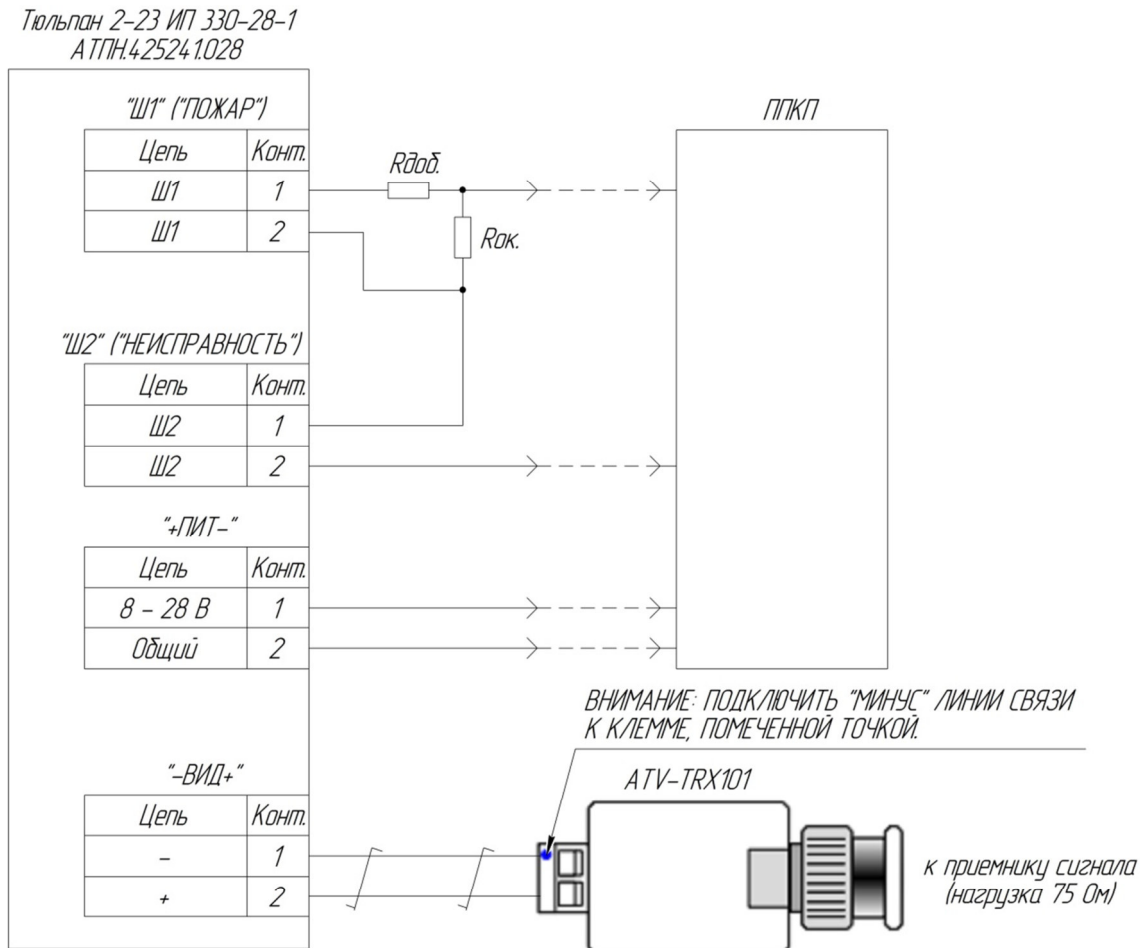 Тюльпан 2-23 ИП 330-28-1
АТПН.425241.028
"Ш1" ("ПОЖАР")
Цепь Конт.
Ш1 1
Ш1 2
Rдоб.
Rок.
ППКП
"Ш2" ("НЕИСПРАВНОСТЬ")
Цепь Конт.
Ш2 1
Ш2 2
"+ПИТ-"
Цепь Конт.
8 - 28 В 1
Общий 2
ВНИМАНИЕ: ПОДКЛЮЧИТЬ "МИНУС" ЛИНИИ СВЯЗИ
К КЛЕММЕ, ПОМЕЧЕННОЙ ТОЧКОЙ.
"-ВИД+"
Цепь Конт.
- 1
+ 2
ATV-TRX101
к приемнику сигнала
(нагрузка 75 Ом)